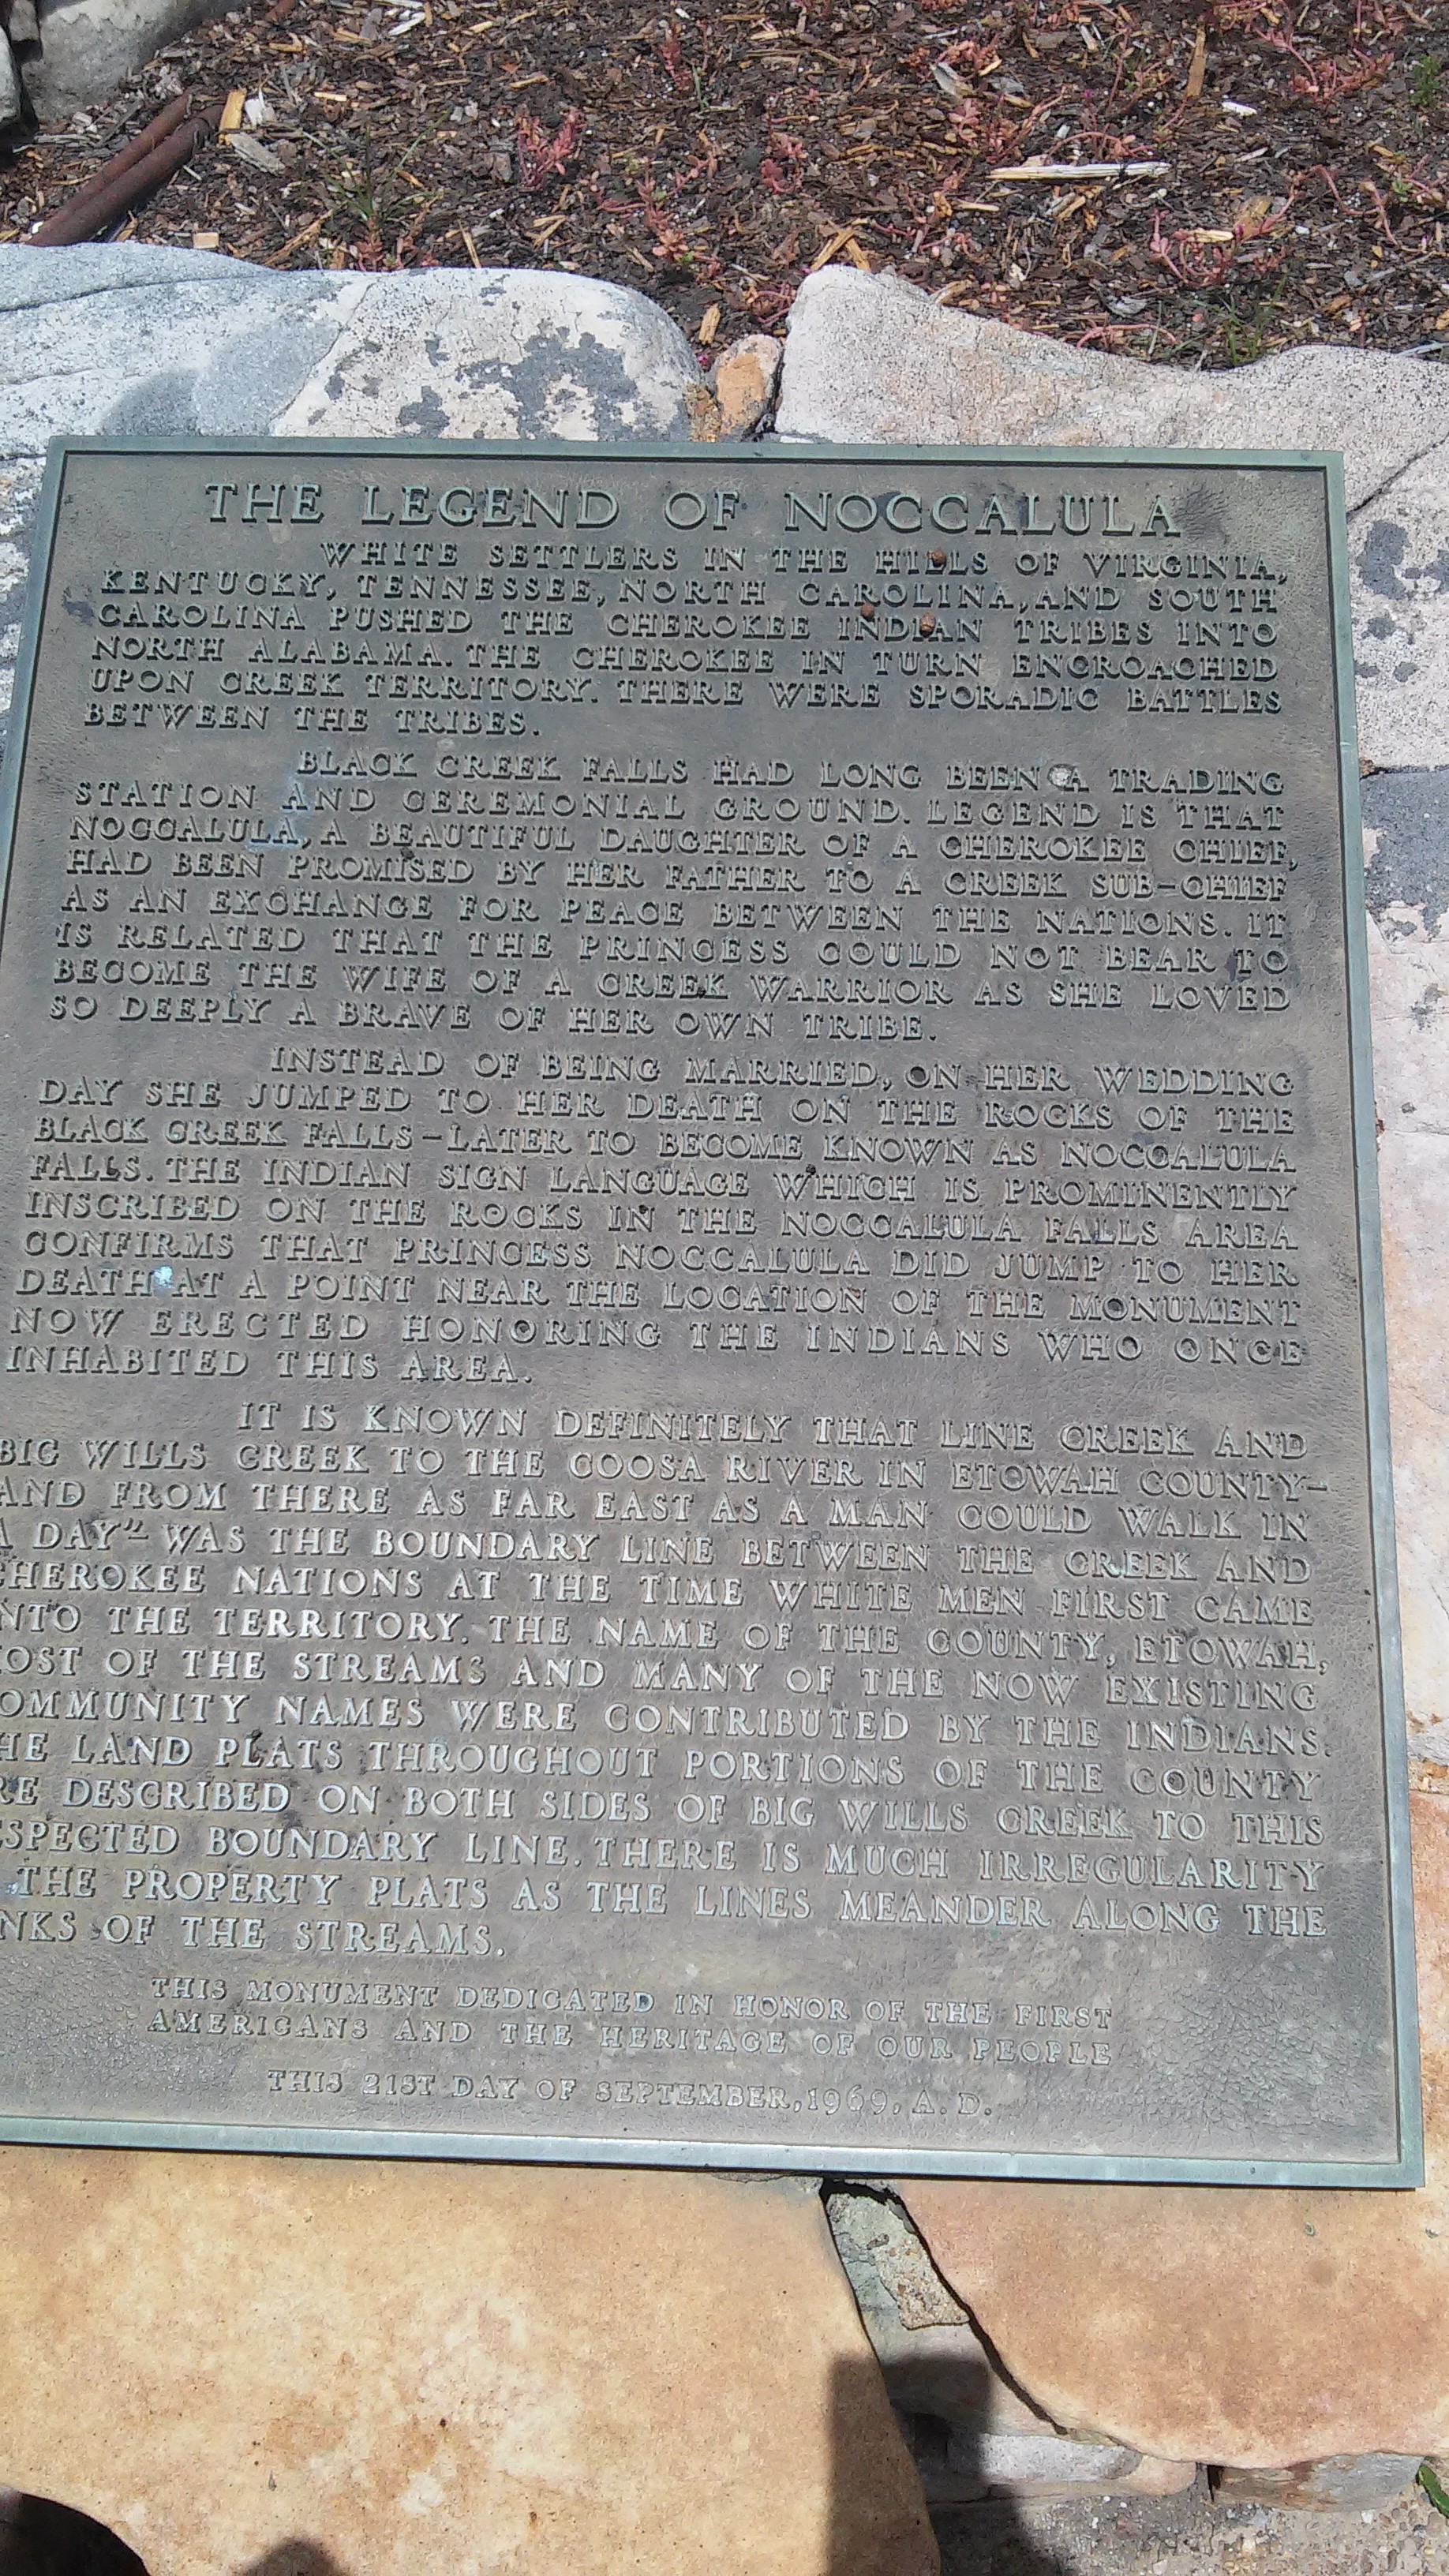 THE LEGEND OF NOCCALULA
WHITE SETTLERS IN THE HILLS OF VIRGINIA,
KENTUCKY, TENNESSEE, NORTH CAROLINA, AND SOUTH
CAROLINA PUSHED THE CHEROKEE INDIAN TRIBES INTO
NORTH ALABAMA. THE CHEROKEE IN TURN ENCROACHED
UPON CREEK TERRITORY. THERE WERE SPORADIC BATTLES
BETWEEN THE TRIBES.
BLACK CREEK FALLS HAD LONG BEEN A TRADING
STATION AND CEREMONIAL GROUND. LEGEND IS THAT
NOCCALULA, A BEAUTIFUL DAUGHTER OF A CHEROKEE CHIEF,
HAD BEEN PROMISED BY HER FATHER TO A CREEK SUB-CHIEF
AS AN EXCHANGE FOR PEACE BETWEEN THE NATIONS. IT
IS RELATED THAT THE PRINCESS COULD NOT BEAR TO
BECOME THE WIFE OF A CREEK WARRIOR AS SHE LOVED
SO DEEPLY A BRAVE OF HER OWN TRIBE.
INSTEAD OF BEING MARRIED, ON HER WEDDING
DAY SHE JUMPED TO HER DEATH ON THE ROCKS OF THE
BLACK CREEK FALLS-LATER TO BECOME KNOWN AS NOCCALULA
FALLS. THE INDIAN SIGN LANGUAGE WHICH IS PROMINENTLY
INSCRIBED ON THE ROCKS IN THE NOCCALULA FALLS AREA
CONFIRMS THAT PRINCESS NOCCALULA DID JUMP TO HER
DEATH AT A POINT NEAR THE LOCATION OF THE MONUMENT
NOW ERECTED HONORING THE INDIANS WHO ONCE
INHABITED THIS AREA.
IT IS KNOWN DEFINITELY THAT LINE CREEK AND
BIG WILLS CREEK TO THE COOSA RIVER IN ETOWAH COUNTY-
AND FROM THERE AS FAR EAST AS A MAN COULD WALK IN
A DAY"-WAS THE BOUNDARY LINE BETWEEN THE CREEK AND
CHEROKEE NATIONS AT THE TIME WHITE MEN FIRST CAME
NTO THE TERRITORY. THE NAME OF THE COUNTY, ETOWAH,
OST OF THE STREAMS AND MANY OF THE NOW EXISTING
OMMUNITY NAMES WERE CONTRIBUTED BY THE INDIANS.
HE LAND PLATS THROUGHOUT PORTIONS OF THE COUNTY
RE DESCRIBED ON BOTH SIDES OF BIG WILLS CREEK TO THIS
ESPECTED BOUNDARY LINE. THERE IS MUCH IRREGULARITY
THE PROPERTY PLATS AS THE LINES MEANDER ALONG THE
NKS OF THE STREAMS.
THIS MONUMENT DEDICATED IN HONOR OF THE FIRST
AMERICANS AND THE HERITAGE OF OUR PEOPLE
THIS 21ST DAY OF SEPTEMBER, 1969, A. D.